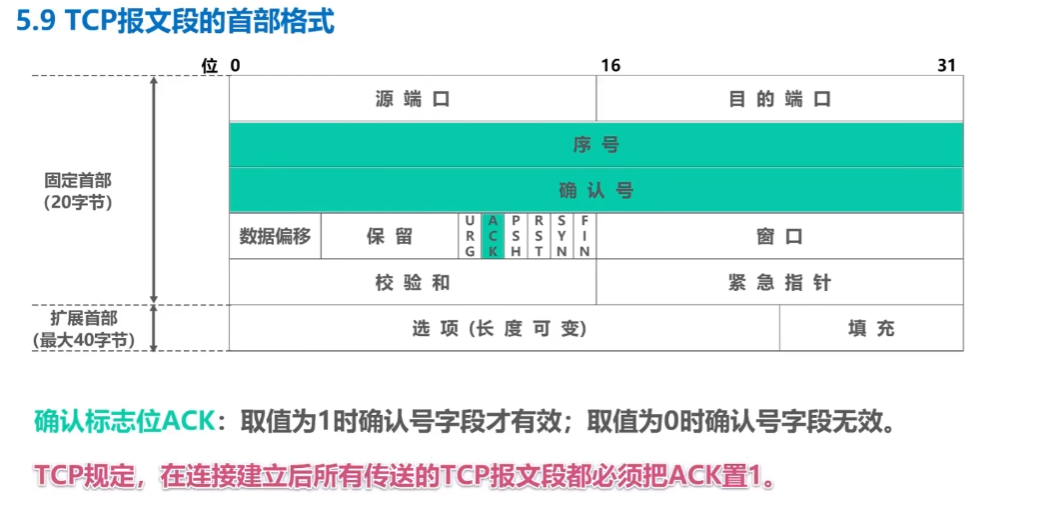 5.9 TCP报文段的首部格式
位 0 16 31
源 端 口 目 的 端 口
序 号
固定首部
(20字节)
确 认 号
数据偏移 保 留 URG ACK PSH RST SYN FIN 窗 口
校 验 和 紧 急 指 针
扩展首部
(最大40字节)
选 项 (长 度 可 变) 填 充
确认标志位ACK：取值为1时确认号字段才有效；取值为0时确认号字段无效。
TCP规定，在连接建立后所有传送的TCP报文段都必须把ACK置1。